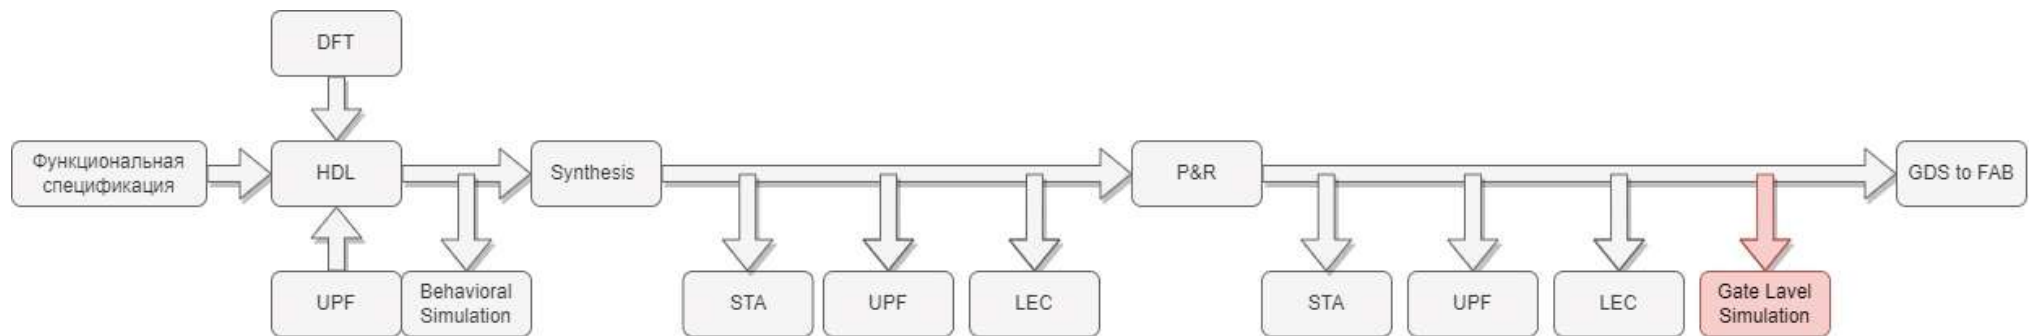 DFT
Функциональная
спецификация
HDL
Synthesis
P&R
GDS to FAB
UPF
Behavioral
Simulation
STA
UPF
LEC
STA
UPF
LEC
Gate Lavel
Simulation